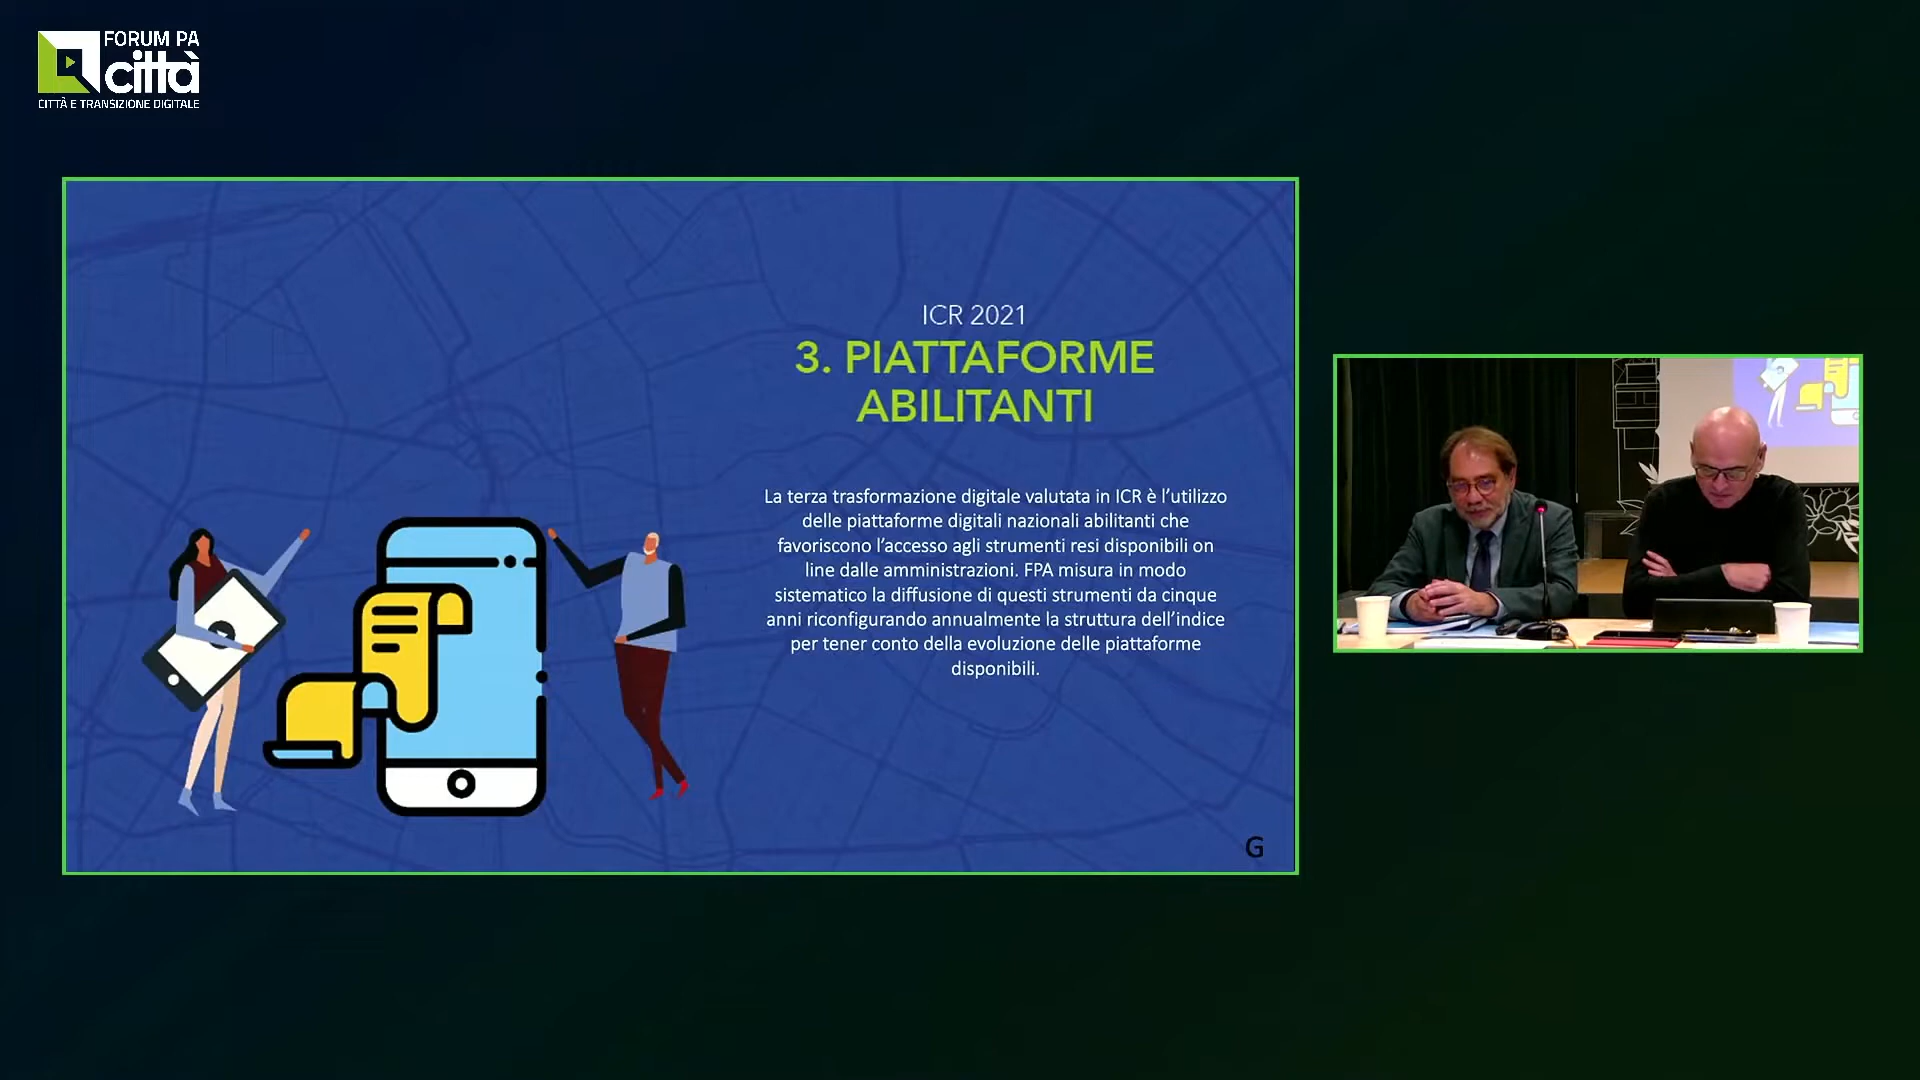 FORUM PA
città
CITTÀ E TRANSIZIONE DIGITALE
ICR 2021
3. PIATTAFORME
ABILITANTI
La terza trasformazione digitale valutata in ICR è l’utilizzo
delle piattaforme digitali nazionali abilitanti che
favoriscono l’accesso agli strumenti resi disponibili on
line dalle amministrazioni. FPA misura in modo
sistematico la diffusione di questi strumenti da cinque
anni riconfigurando annualmente la struttura dell’indice
per tener conto della evoluzione delle piattaforme
disponibili.
G